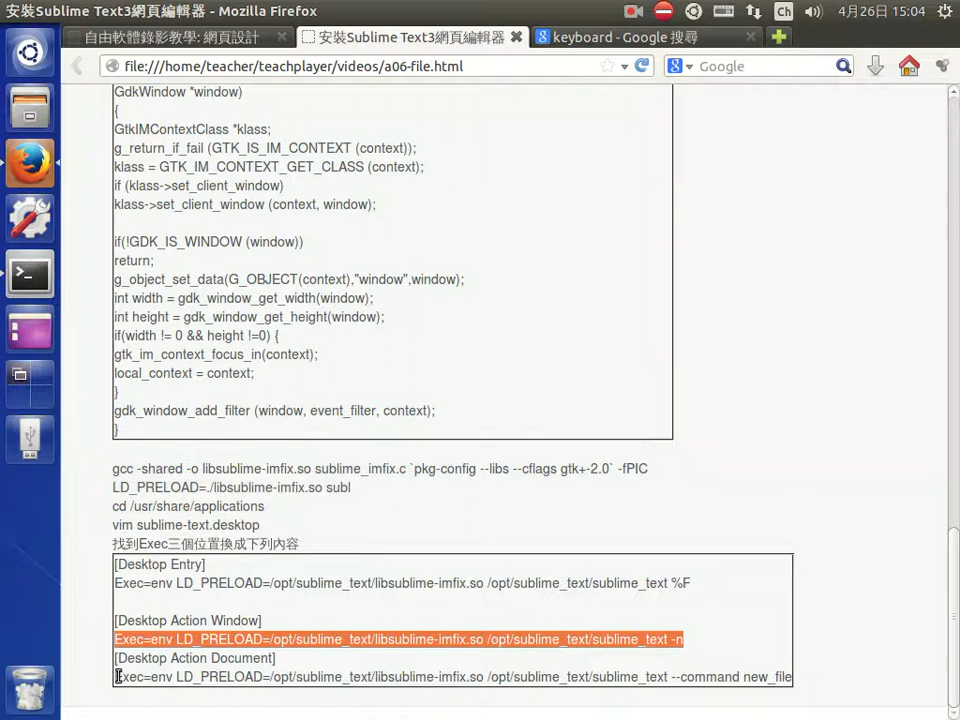 安裝Sublime Text3網頁編輯器 - Mozilla Firefox
Ch
4月26日 15:04
自由軟體錄影教學: 網頁設計
安裝Sublime Text3網頁編輯器
keyboard - Google 搜尋
file:///home/teacher/teachplayer/videos/a06-file.html
Google
GdkWindow *window)
{
GtkIMContextClass *klass;
g_return_if_fail (GTK_IS_IM_CONTEXT (context));
klass = GTK_IM_CONTEXT_GET_CLASS (context);
if (klass->set_client_window)
klass->set_client_window (context, window);
if(!GDK_IS_WINDOW (window))
return;
g_object_set_data(G_OBJECT(context),"window",window);
int width = gdk_window_get_width(window);
int height = gdk_window_get_height(window);
if(width != 0 && height !=0) {
gtk_im_context_focus_in(context);
local_context = context;
}
gdk_window_add_filter (window, event_filter, context);
}
gcc -shared -o libsublime-imfix.so sublime_imfix.c `pkg-config --libs --cflags gtk+-2.0` -fPIC
LD_PRELOAD=./libsublime-imfix.so subl
cd /usr/share/applications
vim sublime-text.desktop
找到Exec三個位置換成下列內容
[Desktop Entry]
Exec=env LD_PRELOAD=/opt/sublime_text/libsublime-imfix.so /opt/sublime_text/sublime_text %F
[Desktop Action Window]
Exec=env LD_PRELOAD=/opt/sublime_text/libsublime-imfix.so /opt/sublime_text/sublime_text -n
[Desktop Action Document]
Exec=env LD_PRELOAD=/opt/sublime_text/libsublime-imfix.so /opt/sublime_text/sublime_text --command new_file